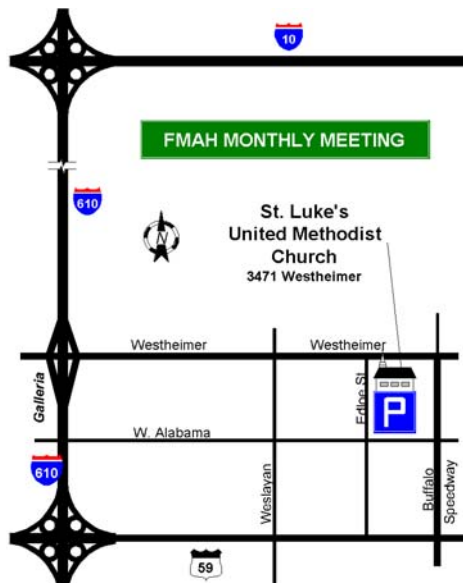 10
FMAH MONTHLY MEETING
610
St. Luke's
United Methodist
Church
3471 Westheimer
N
Westheimer
Westheimer
Galleria
Edloe St.
P
W. Alabama
610
Weslayan
Buffalo
Speedway
59